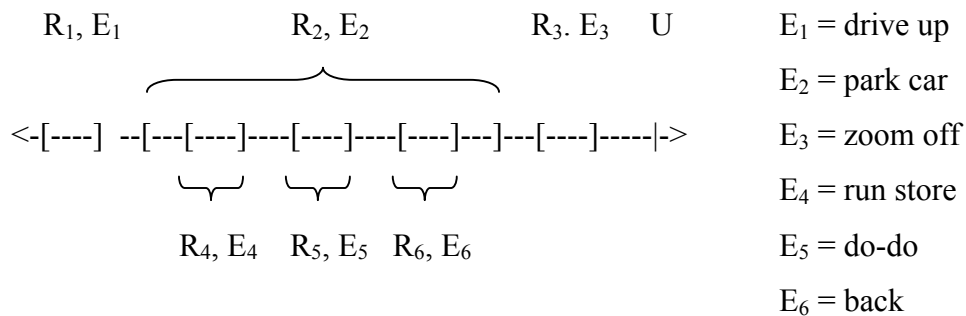 R₁, E₁ R₂, E₂ R₃. E₃ U E₁ = drive up
E₂ = park car
<-[----] --[---[----]----[----]----[----]---]---[----]-----|-> E₃ = zoom off
E₄ = run store
R₄, E₄ R₅, E₅ R₆, E₆ E₅ = do-do
E₆ = back